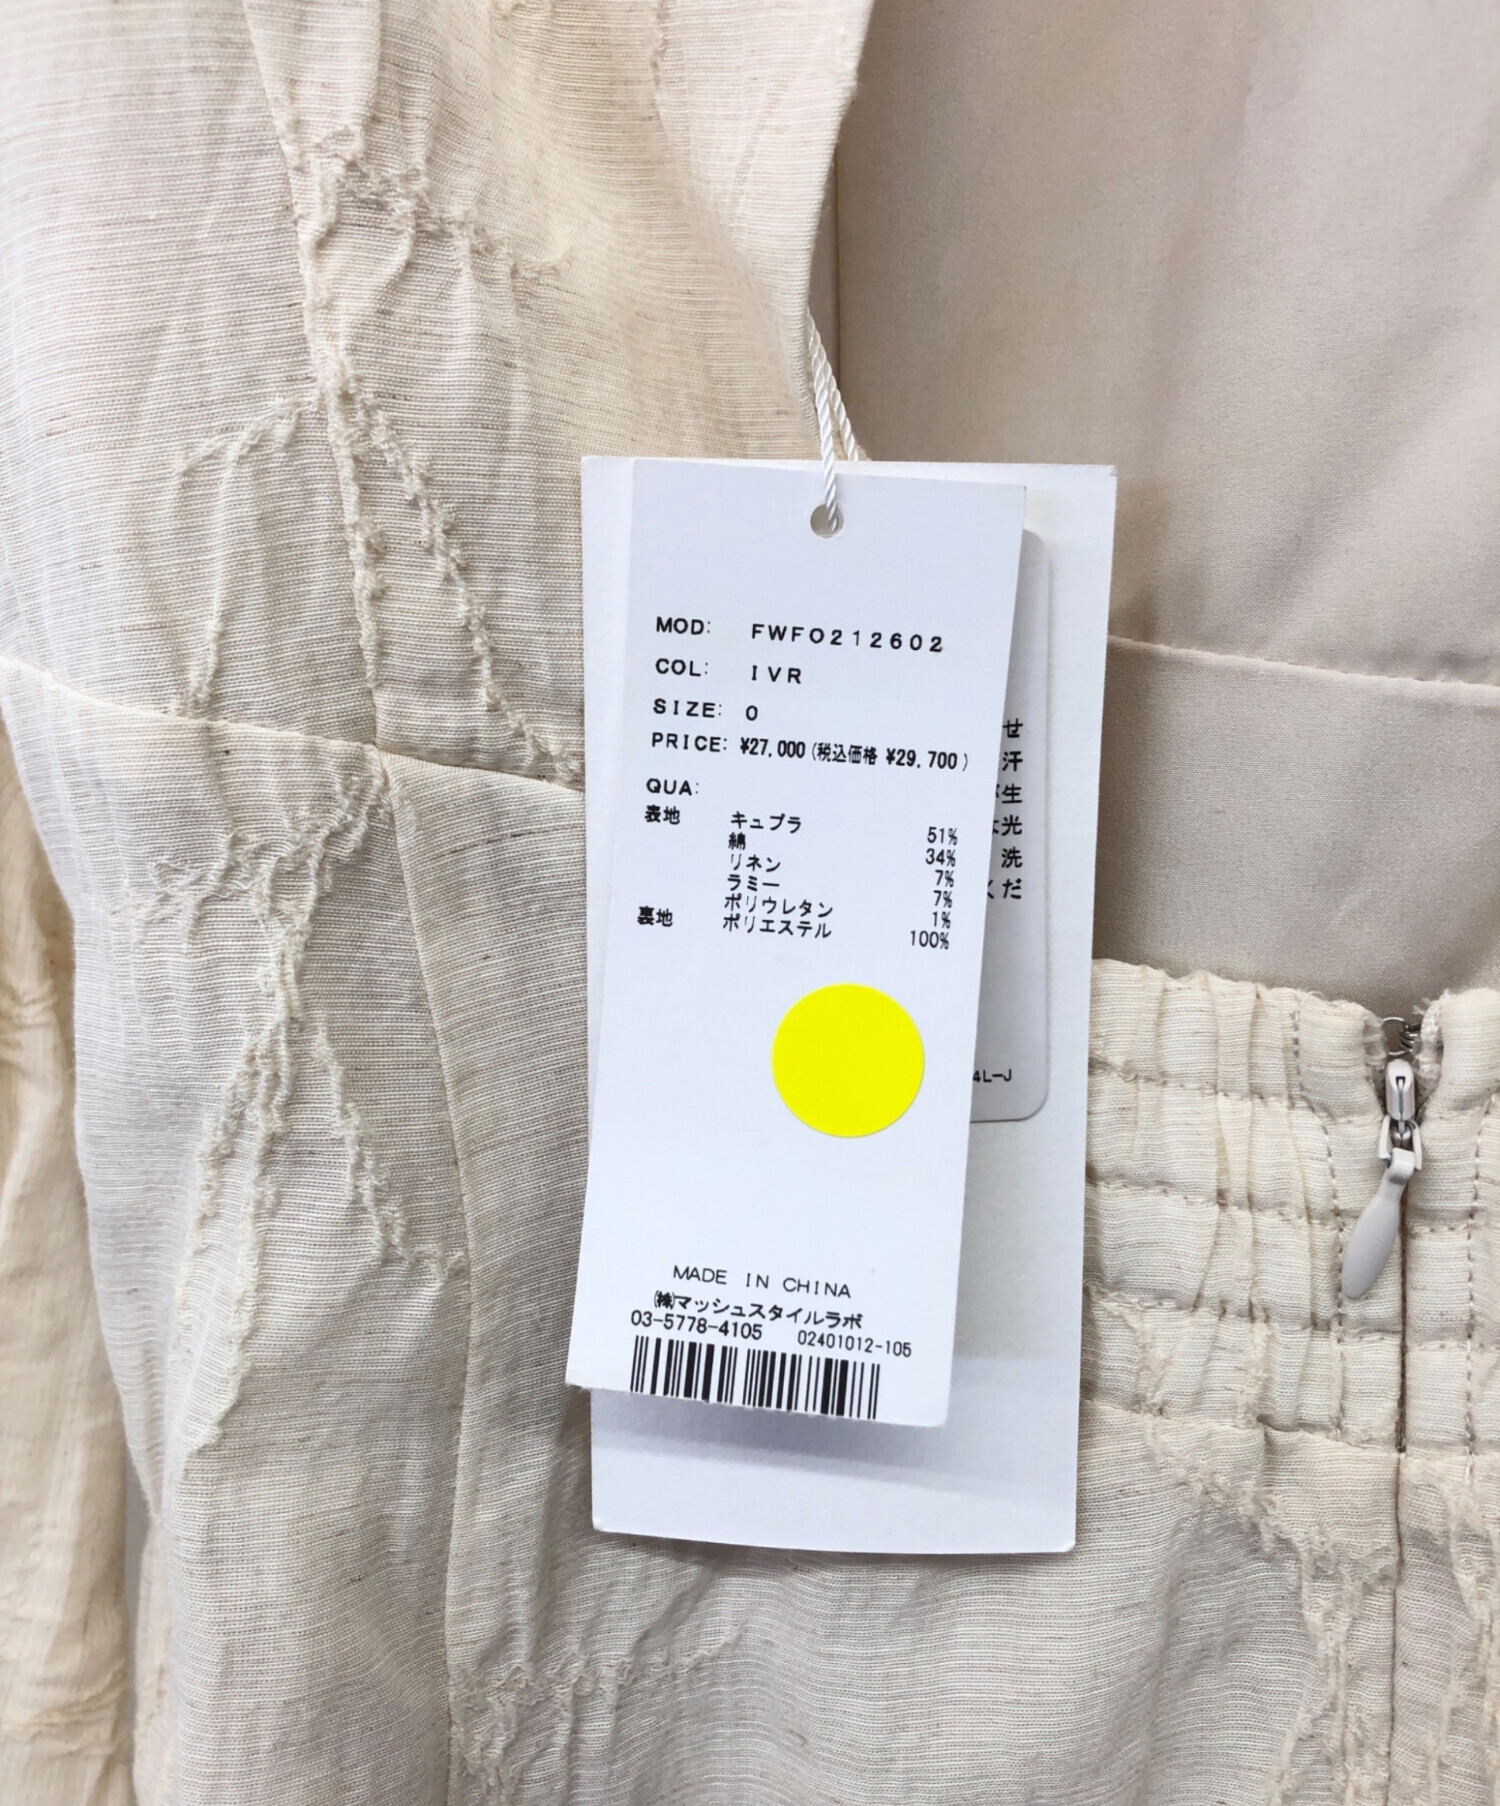 MOD: FWFO212602
COL: IVR
SIZE: 0
PRICE: ¥27,000(税込価格 ¥29,700)
QUA:
表地 キュプラ 51%
綿 34%
リネン 7%
ラミー 7%
ポリウレタン 1%
裏地 ポリエステル 100%
MADE IN CHINA
㈱マッシュスタイルラボ
03-5778-4105 02401012-105
せ
汗
生
光
洗
くだ
4L-J